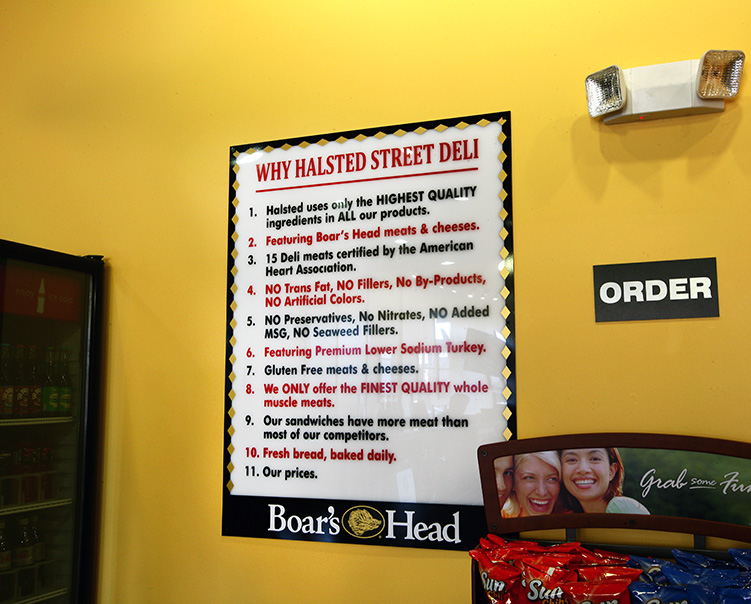 WHY HALSTED STREET DELI
1. Halsted uses only the HIGHEST QUALITY
ingredients in ALL our products.
2. Featuring Boar's Head meats & cheeses.
3. 15 Deli meats certified by the American
Heart Association.
4. NO Trans Fat, NO Fillers, No By-Products,
NO Artificial Colors.
5. NO Preservatives, No Nitrates, NO Added
MSG, NO Seaweed Fillers.
6. Featuring Premium Lower Sodium Turkey.
7. Gluten Free meats & cheeses.
8. We ONLY offer the FINEST QUALITY whole
muscle meats.
9. Our sandwiches have more meat than
most of our competitors.
10. Fresh bread, baked daily.
11. Our prices.
Boar's Head
ORDER
Grab some Fun
Sun
Sun